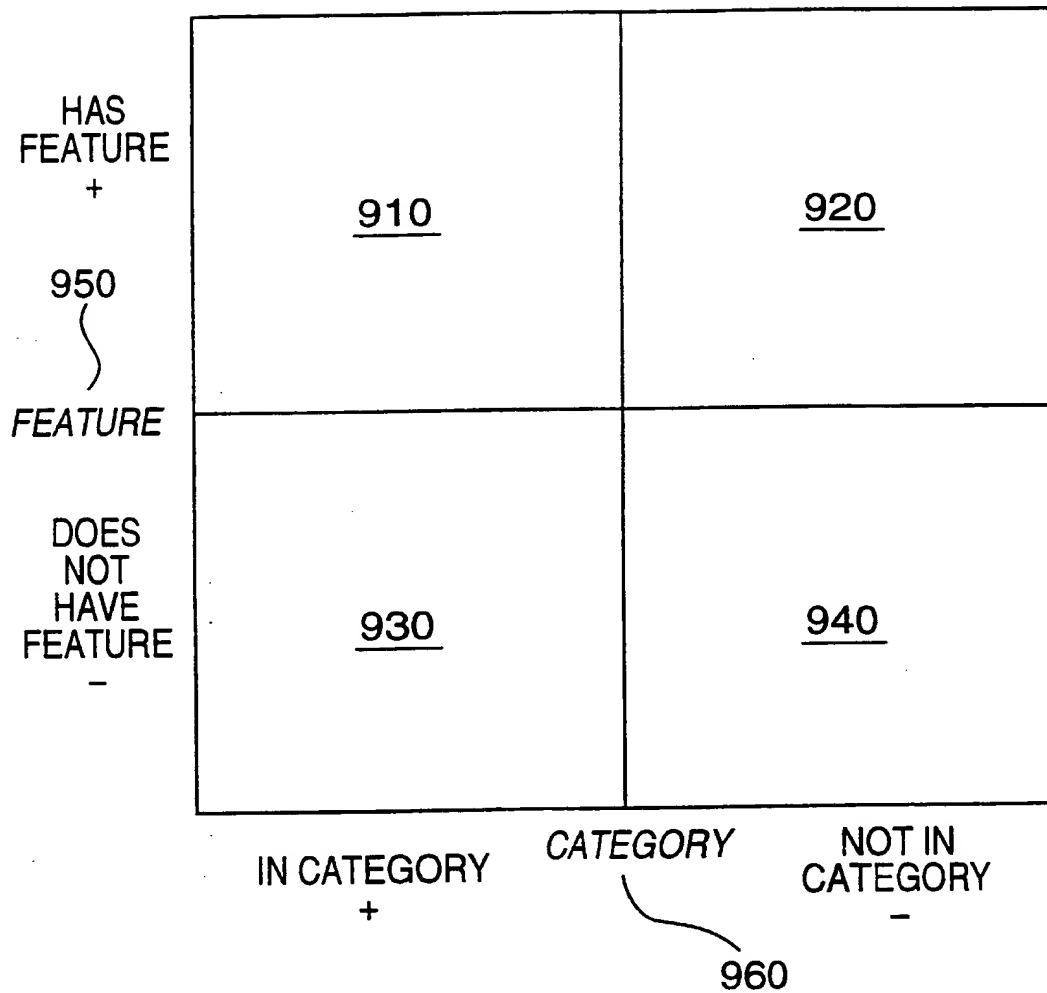 HAS
FEATURE
+
910
920
950
FEATURE
DOES
NOT
HAVE
FEATURE
−
930
940
IN CATEGORY
+
CATEGORY
NOT IN
CATEGORY
−
960